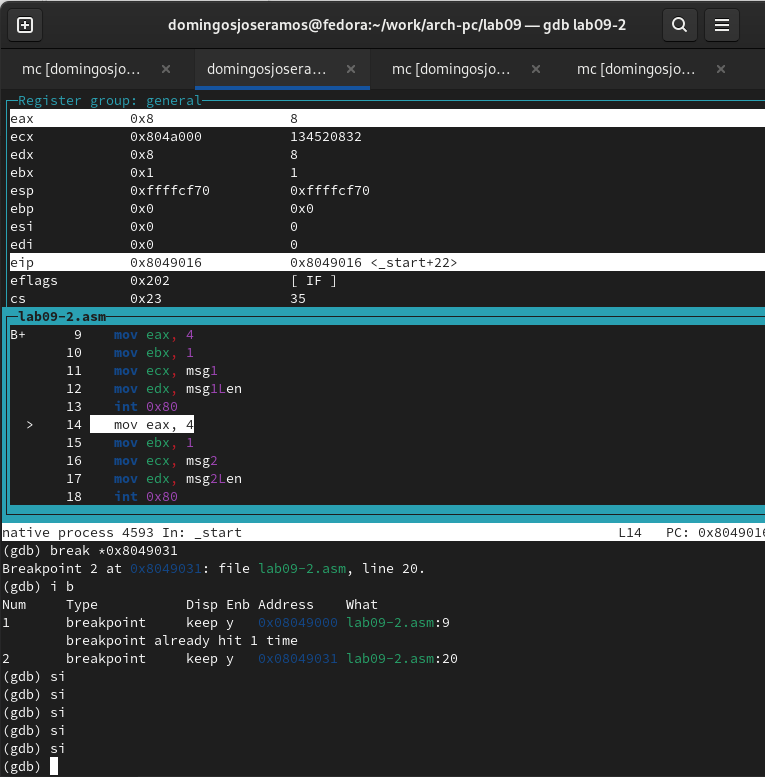 domingosjoseramos@fedora:~/work/arch-pc/lab09 — gdb lab09-2
mc [domingosjo... × domingosjosera... × mc [domingosjo... × mc [domingosjo... ×
Register group: general
eax 0x8 8
ecx 0x804a000 134520832
edx 0x8 8
ebx 0x1 1
esp 0xffffcf70 0xffffcf70
ebp 0x0 0x0
esi 0x0 0
edi 0x0 0
eip 0x8049016 0x8049016 <_start+22>
eflags 0x202 [ IF ]
cs 0x23 35
lab09-2.asm
B+ 9 mov eax, 4
10 mov ebx, 1
11 mov ecx, msg1
12 mov edx, msg1Len
13 int 0x80
> 14 mov eax, 4
15 mov ebx, 1
16 mov ecx, msg2
17 mov edx, msg2Len
18 int 0x80
native process 4593 In: _start L14 PC: 0x8049016
(gdb) break *0x8049031
Breakpoint 2 at 0x8049031: file lab09-2.asm, line 20.
(gdb) i b
Num Type Disp Enb Address What
1 breakpoint keep y 0x08049000 lab09-2.asm:9
breakpoint already hit 1 time
2 breakpoint keep y 0x08049031 lab09-2.asm:20
(gdb) si
(gdb) si
(gdb) si
(gdb) si
(gdb) si
(gdb)